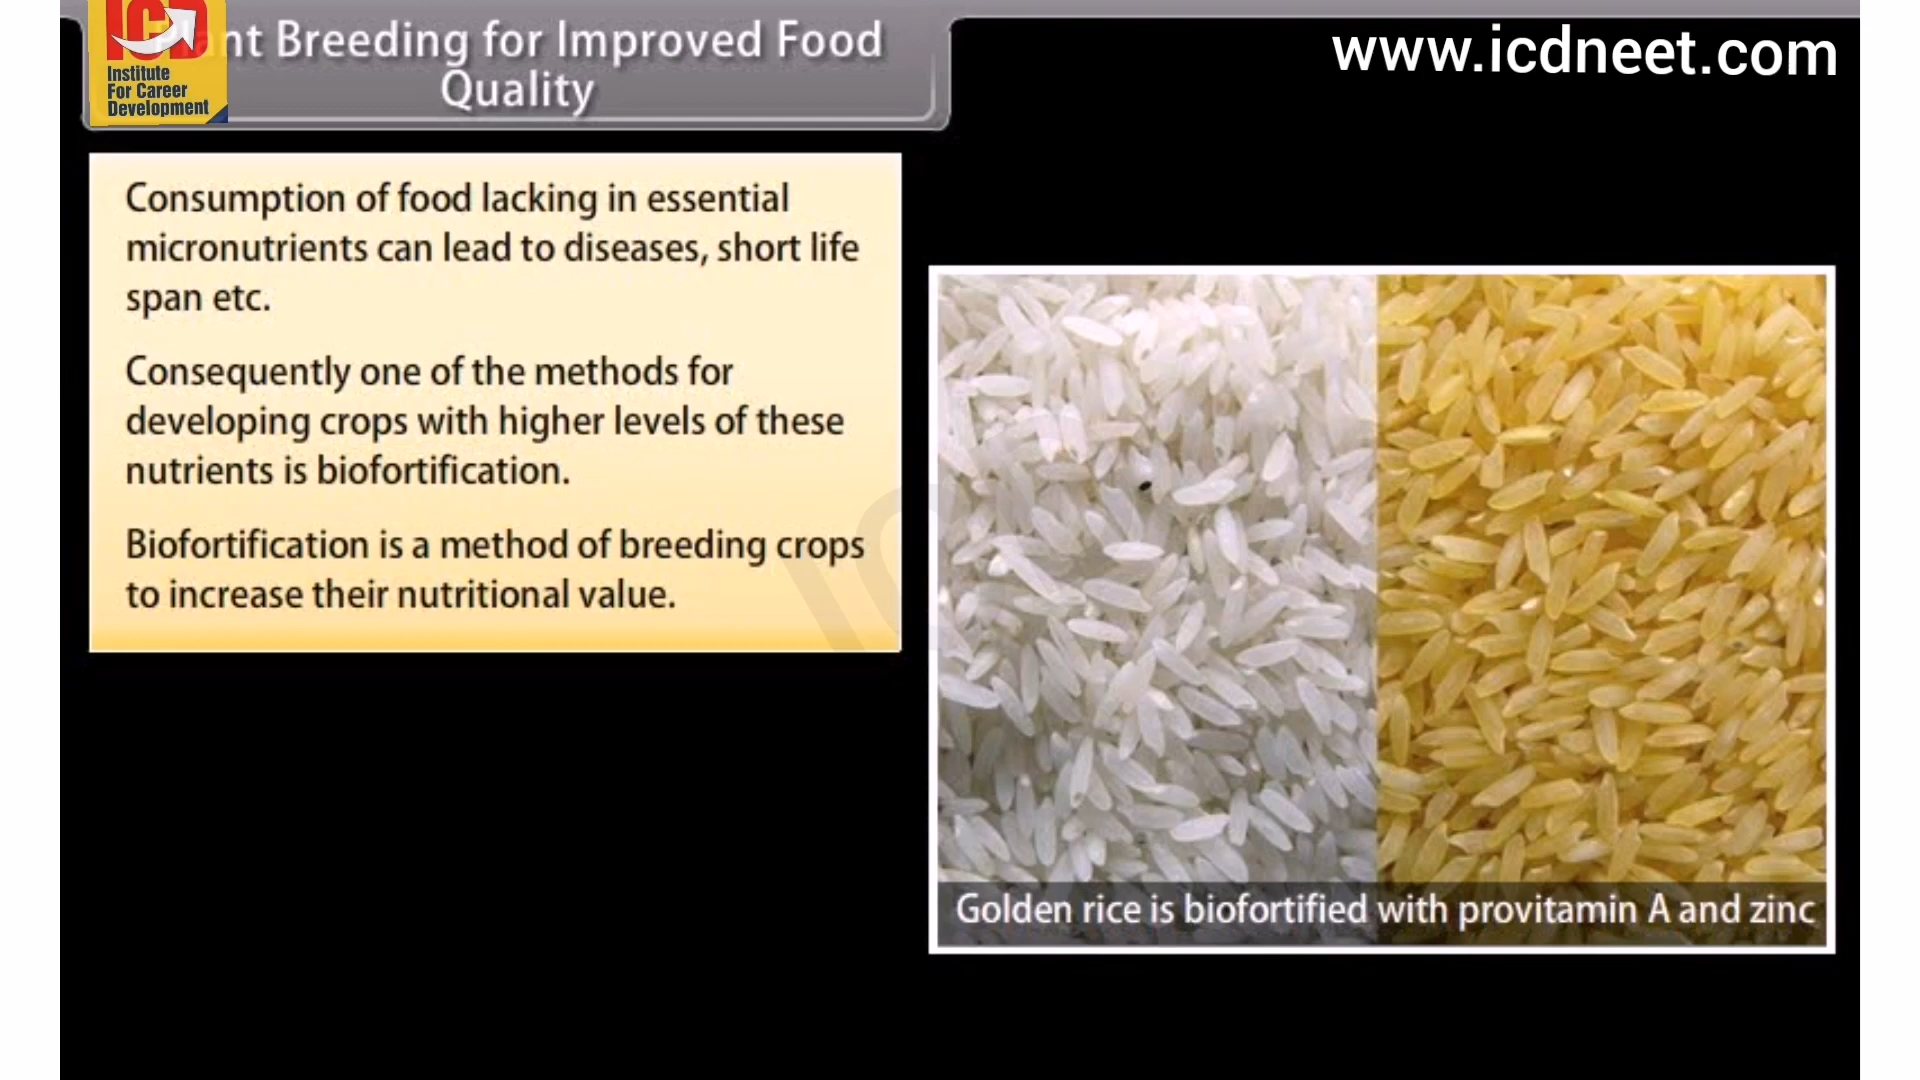 ICD
Institute
For Career
Development
Plant Breeding for Improved Food
Quality
www.icdneet.com
Consumption of food lacking in essential
micronutrients can lead to diseases, short life
span etc.
Consequently one of the methods for
developing crops with higher levels of these
nutrients is biofortification.
Biofortification is a method of breeding crops
to increase their nutritional value.
Golden rice is biofortified with provitamin A and zinc